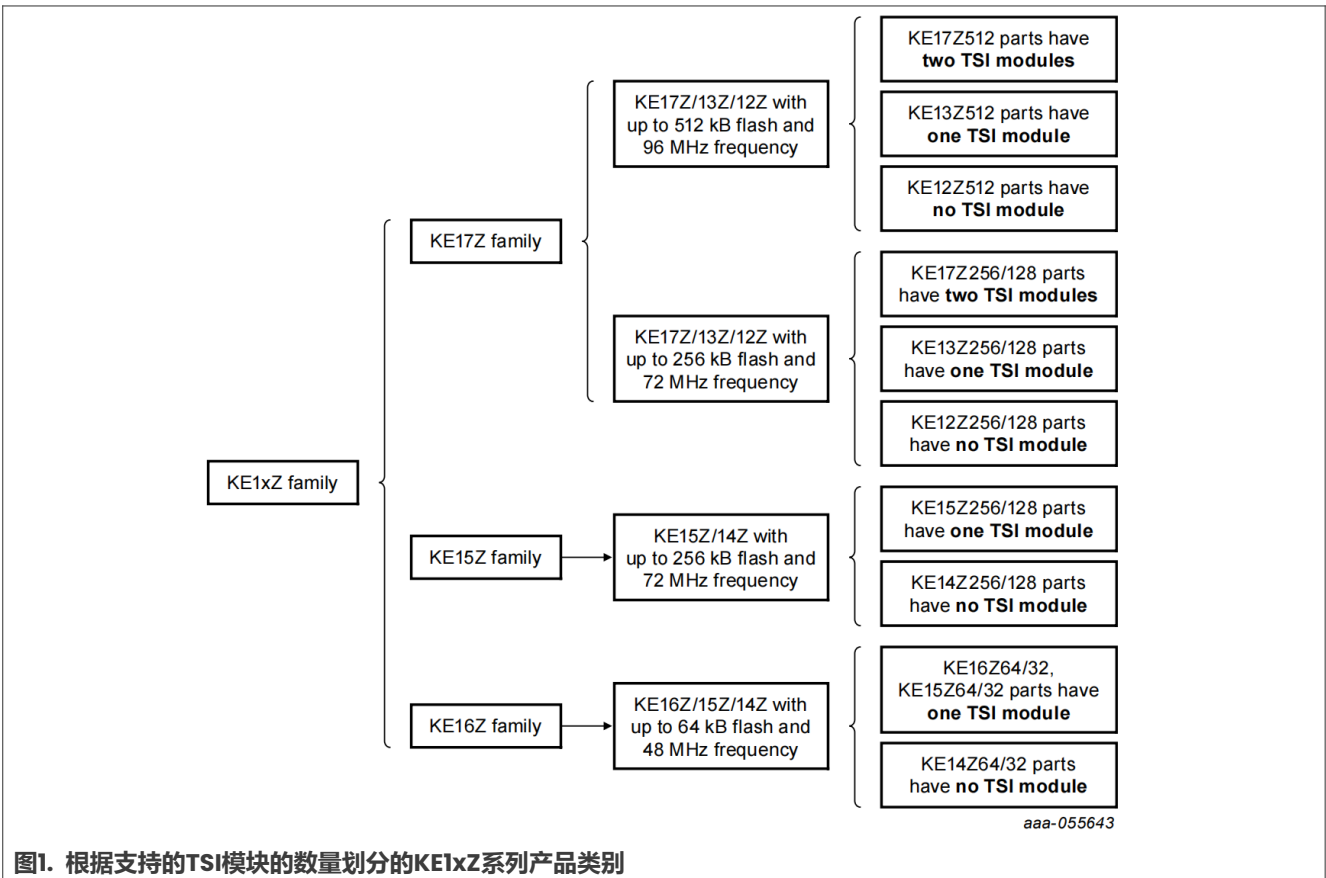 KE17Z512 parts have
two TSI modules
KE17Z/13Z/12Z with
up to 512 kB flash and
96 MHz frequency
KE13Z512 parts have
one TSI module
KE12Z512 parts have
no TSI module
KE17Z family
KE17Z256/128 parts
have two TSI modules
KE17Z/13Z/12Z with
up to 256 kB flash and
72 MHz frequency
KE13Z256/128 parts
have one TSI module
KE12Z256/128 parts
have no TSI module
KE1xZ family
KE15Z family
KE15Z/14Z with
up to 256 kB flash and
72 MHz frequency
KE15Z256/128 parts
have one TSI module
KE14Z256/128 parts
have no TSI module
KE16Z family
KE16Z/15Z/14Z with
up to 64 kB flash and
48 MHz frequency
KE16Z64/32,
KE15Z64/32 parts have
one TSI module
KE14Z64/32 parts
have no TSI module
aaa-055643
图1. 根据支持的TSI模块的数量划分的KE1xZ系列产品类别